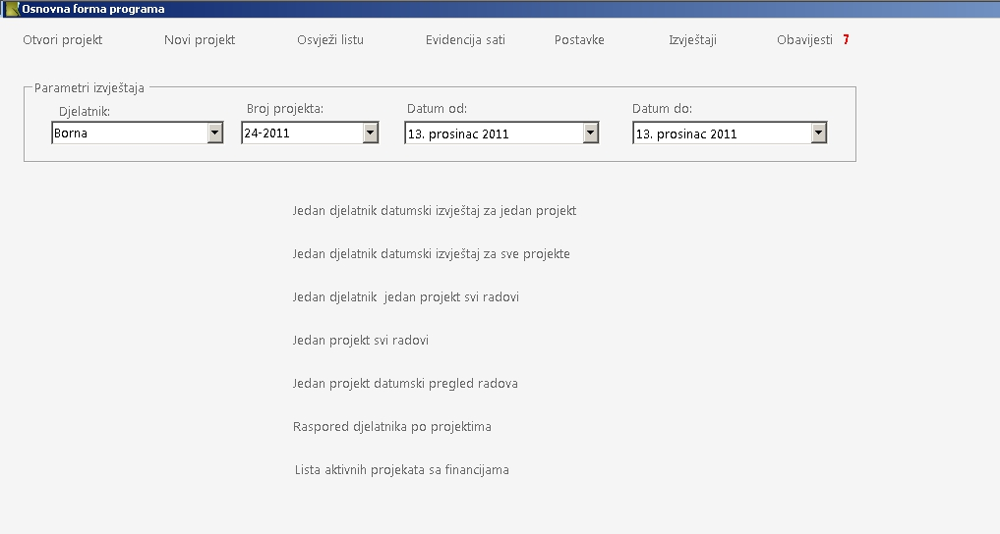 Osnovna forma programa
Otvori projekt Novi projekt Osvježi listu Evidencija sati Postavke Izvještaji Obavijesti 7
Parametri izvještaja
Djelatnik: Broj projekta: Datum od: Datum do:
Borna 24-2011 13. prosinac 2011 13. prosinac 2011
Jedan djelatnik datumski izvještaj za jedan projekt
Jedan djelatnik datumski izvještaj za sve projekte
Jedan djelatnik  jedan projekt svi radovi
Jedan projekt svi radovi
Jedan projekt datumski pregled radova
Raspored djelatnika po projektima
Lista aktivnih projekata sa financijama